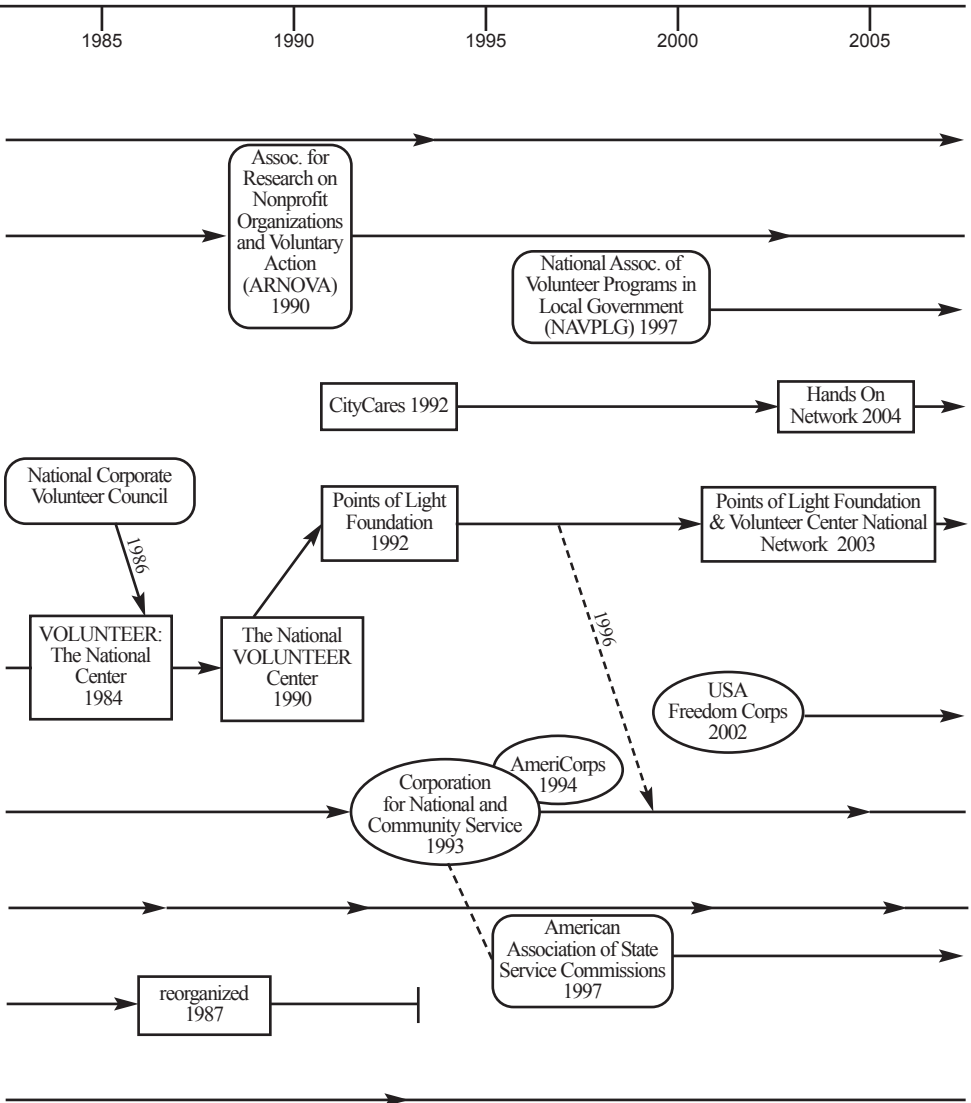 1985 1990 1995 2000 2005
Assoc. for
Research on
Nonprofit
Organizations
and Voluntary
Action
(ARNOVA)
1990
National Assoc. of
Volunteer Programs in
Local Government
(NAVPLG) 1997
CityCares 1992
Hands On
Network 2004
National Corporate
Volunteer Council
1986
Points of Light
Foundation
1992
Points of Light Foundation
& Volunteer Center National
Network 2003
VOLUNTEER:
The National
Center
1984
The National
VOLUNTEER
Center
1990
1996
USA
Freedom Corps
2002
AmeriCorps
1994
Corporation
for National and
Community Service
1993
American
Association of State
Service Commissions
1997
reorganized
1987